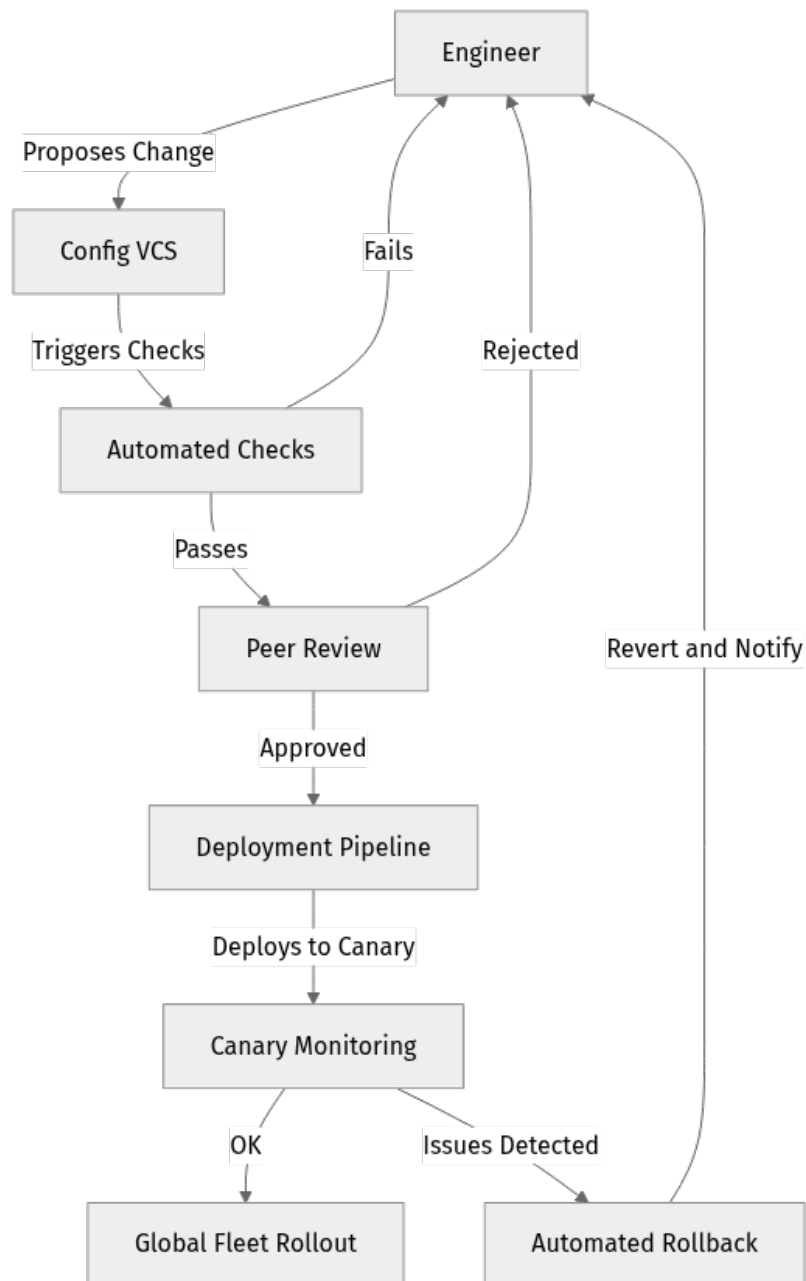 Engineer
Proposes Change
Config VCS
Fails
Triggers Checks
Rejected
Automated Checks
Passes
Peer Review
Revert and Notify
Approved
Deployment Pipeline
Deploys to Canary
Canary Monitoring
OK
Issues Detected
Global Fleet Rollout
Automated Rollback